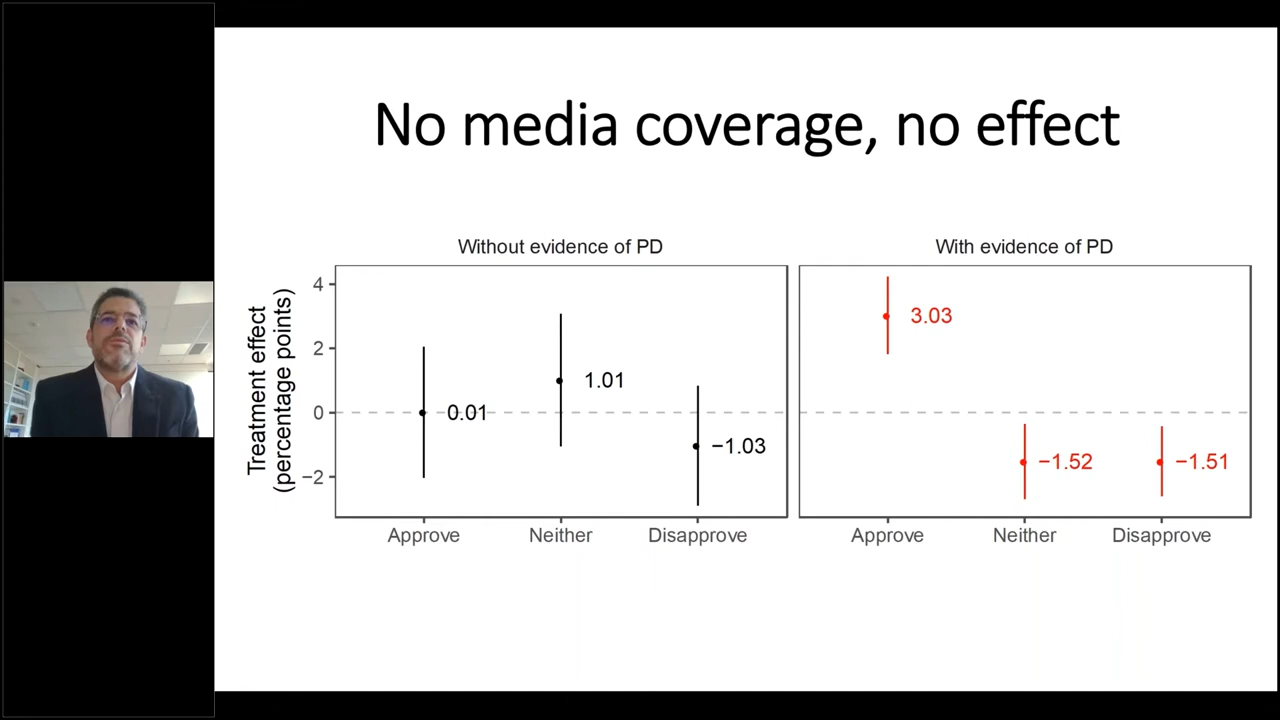 No media coverage, no effect
Without evidence of PD
With evidence of PD
Treatment effect
(percentage points)
4
2
0
−2
0.01
1.01
−1.03
3.03
−1.52
−1.51
Approve
Neither
Disapprove
Approve
Neither
Disapprove